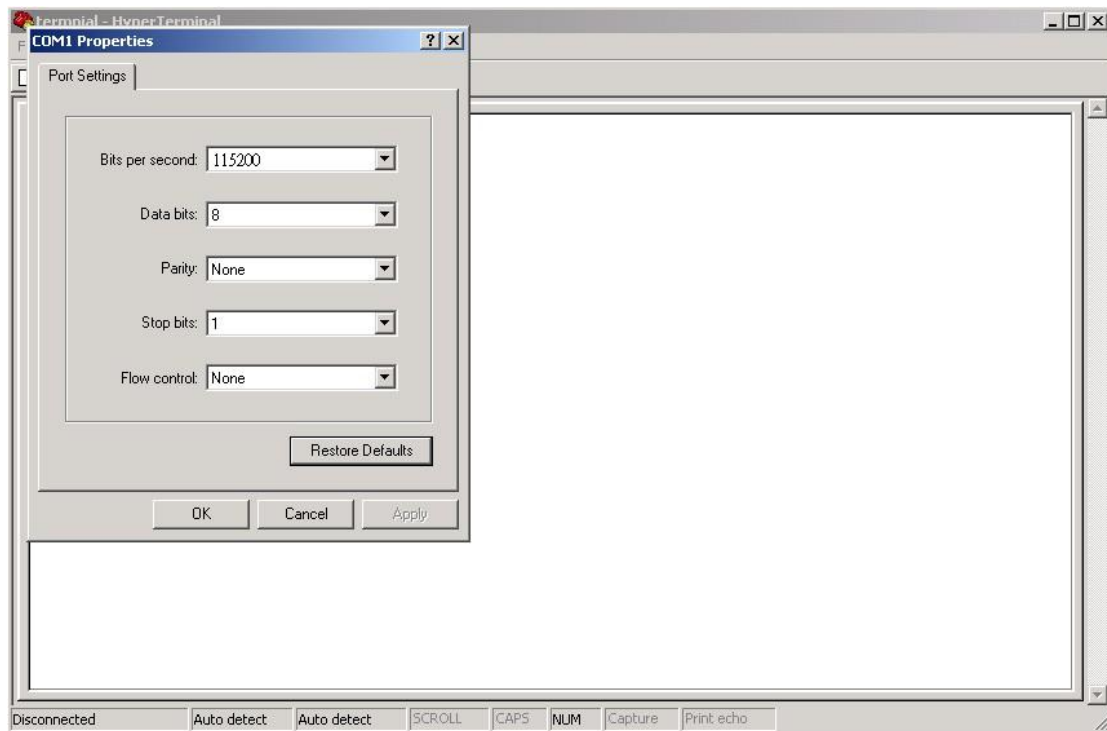 termnial - HyperTerminal
COM1 Properties
F
Port Settings
Bits per second: 115200
Data bits: 8
Parity: None
Stop bits: 1
Flow control: None
Restore Defaults
OK Cancel Apply
Disconnected Auto detect Auto detect SCROLL CAPS NUM Capture Print echo